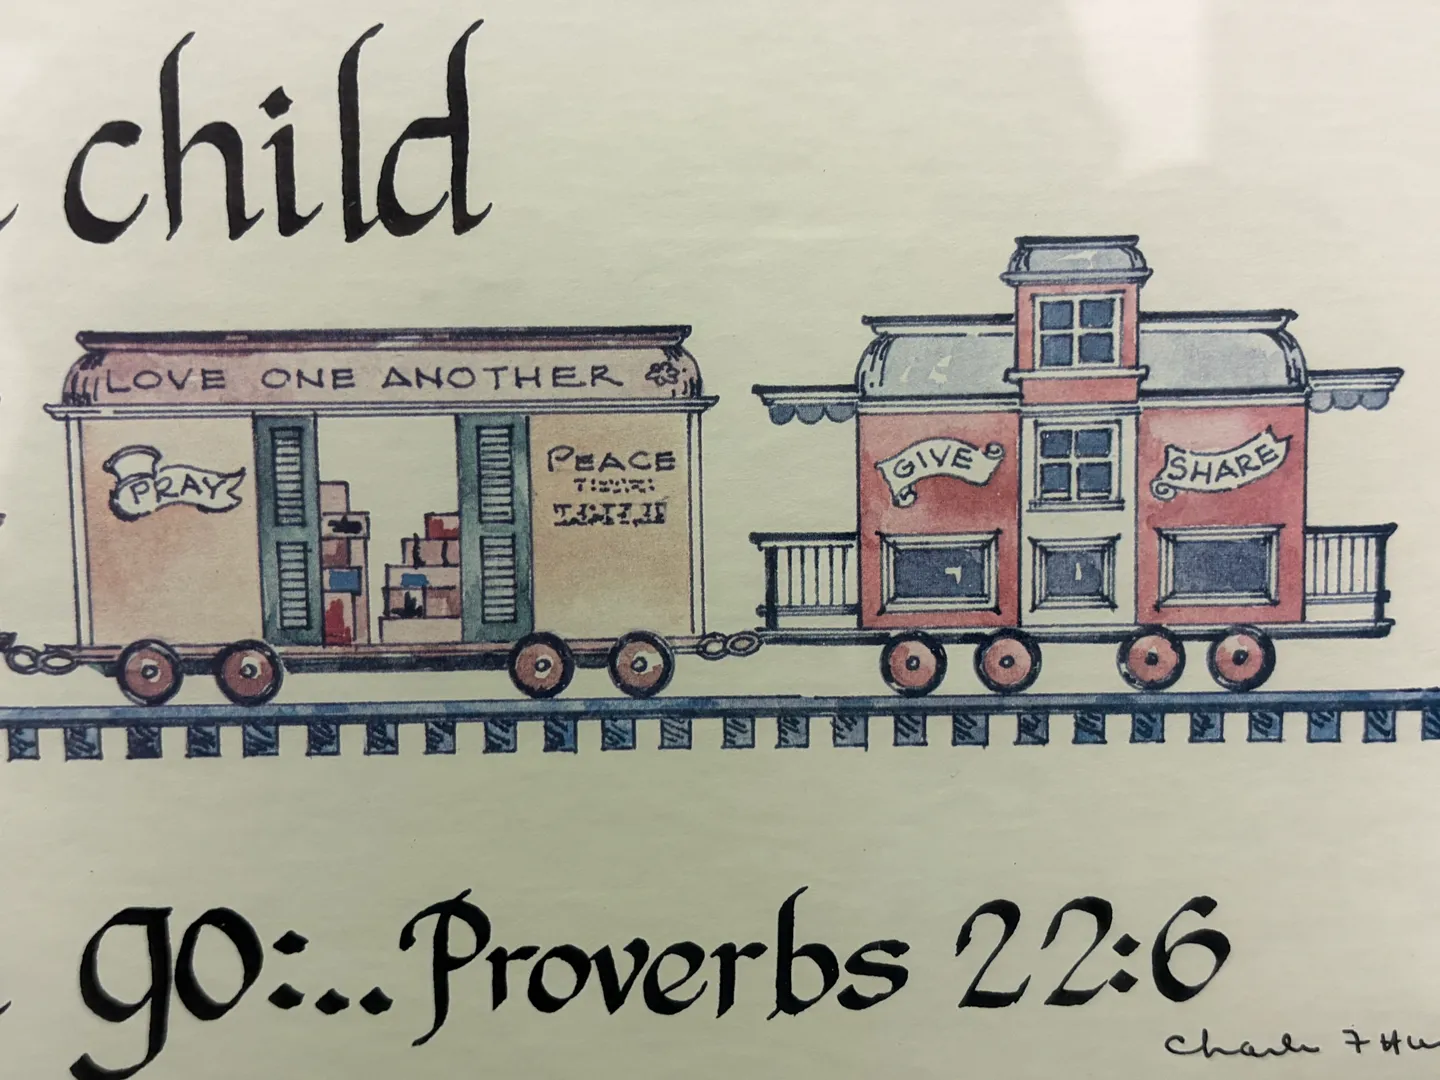 child
LOVE ONE ANOTHER
PRAY
PEACE
GIVE
SHARE
go:...Proverbs 22:6